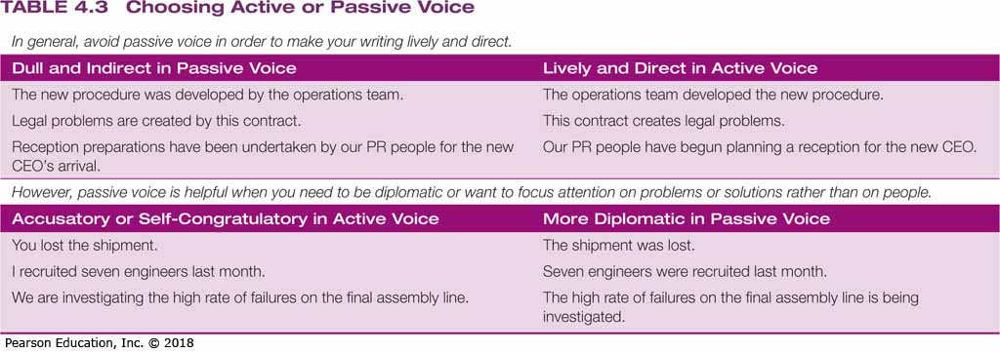 TABLE 4.3 Choosing Active or Passive Voice
In general, avoid passive voice in order to make your writing lively and direct.
Dull and Indirect in Passive Voice
Lively and Direct in Active Voice
The new procedure was developed by the operations team.
The operations team developed the new procedure.
Legal problems are created by this contract.
This contract creates legal problems.
Reception preparations have been undertaken by our PR people for the new
CEO’s arrival.
Our PR people have begun planning a reception for the new CEO.
However, passive voice is helpful when you need to be diplomatic or want to focus attention on problems or solutions rather than on people.
Accusatory or Self-Congratulatory in Active Voice
More Diplomatic in Passive Voice
You lost the shipment.
The shipment was lost.
I recruited seven engineers last month.
Seven engineers were recruited last month.
We are investigating the high rate of failures on the final assembly line.
The high rate of failures on the final assembly line is being
investigated.
Pearson Education, Inc. © 2018